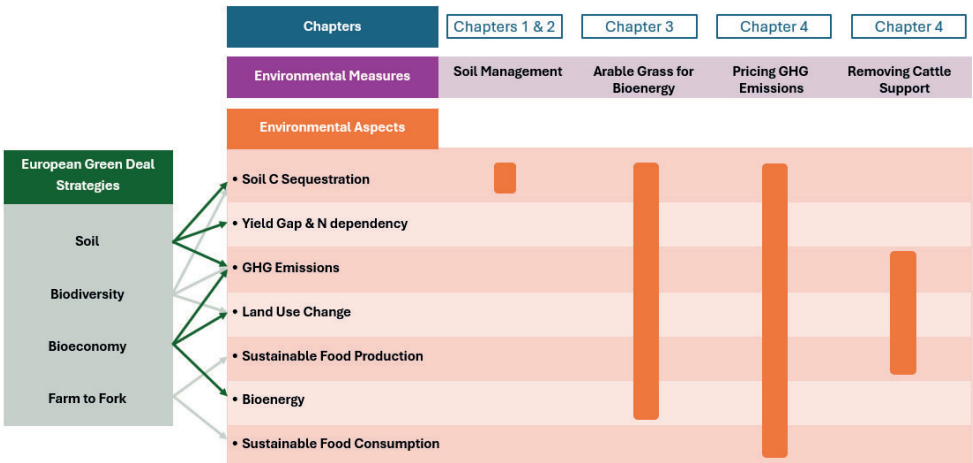 Chapters
Chapters 1 & 2
Chapter 3
Chapter 4
Chapter 4
Environmental Measures
Soil Management
Arable Grass for
Bioenergy
Pricing GHG
Emissions
Removing Cattle
Support
Environmental Aspects
European Green Deal
Strategies
Soil
Biodiversity
Bioeconomy
Farm to Fork
• Soil C Sequestration
• Yield Gap & N dependency
• GHG Emissions
• Land Use Change
• Sustainable Food Production
• Bioenergy
• Sustainable Food Consumption